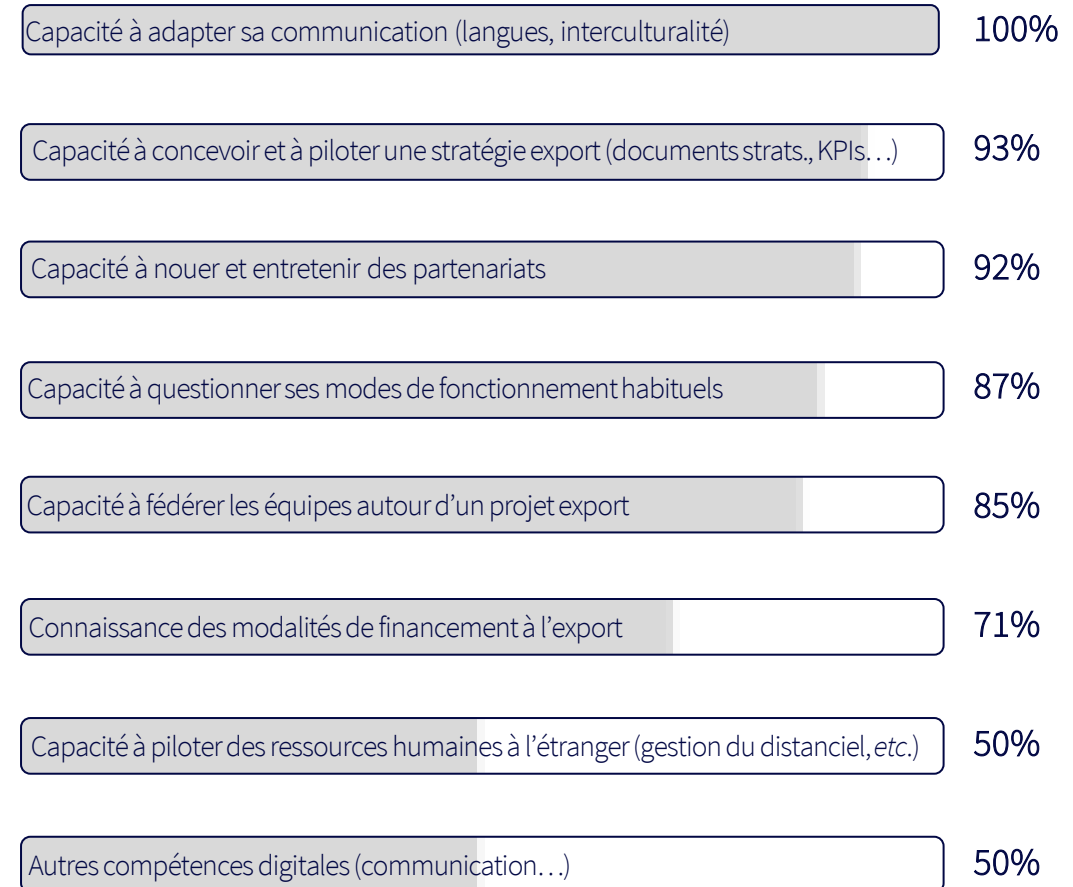 Capacité à adapter sa communication (langues, interculturalité) 100%
Capacité à concevoir et à piloter une stratégie export (documents strats., KPIs…) 93%
Capacité à nouer et entretenir des partenariats 92%
Capacité à questionner ses modes de fonctionnement habituels 87%
Capacité à fédérer les équipes autour d’un projet export 85%
Connaissance des modalités de financement à l’export 71%
Capacité à piloter des ressources humaines à l’étranger (gestion du distanciel, etc.) 50%
Autres compétences digitales (communication…) 50%